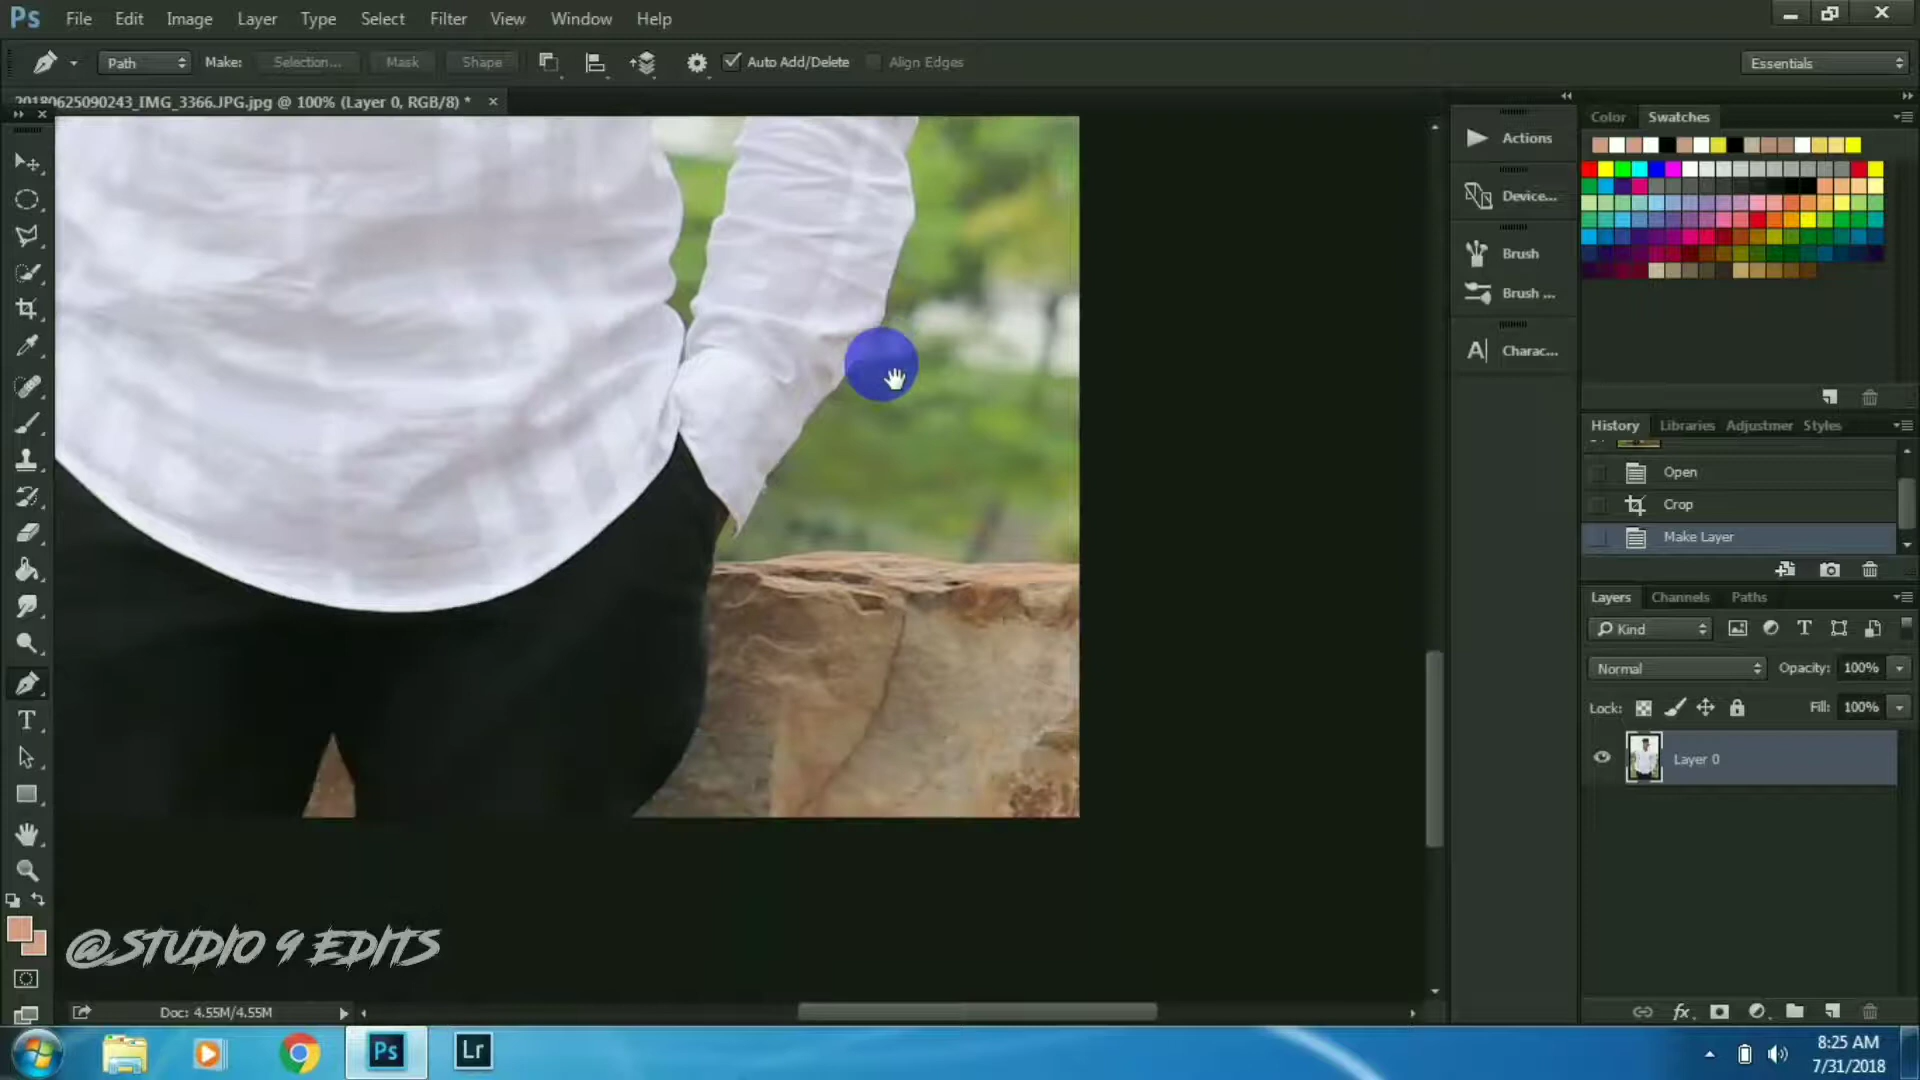 Ps File Edit Image Layer Type Select Filter View Window Help
Path Make: Selection... Mask Shape Auto Add/Delete Align Edges Essentials
20180625090243_IMG_3366.JPG.jpg @ 100% (Layer 0, RGB/8) *
Color Swatches
Actions
Device...
Brush
Brush ...
Charac...
History Libraries Adjustmer Styles
Open
Crop
Make Layer
Layers Channels Paths
Kind
Normal Opacity: 100%
Lock: Fill: 100%
Layer 0
@STUDIO 9 EDITS
Doc: 4.55M/4.55M
Ps Lr
8:25 AM
7/31/2018